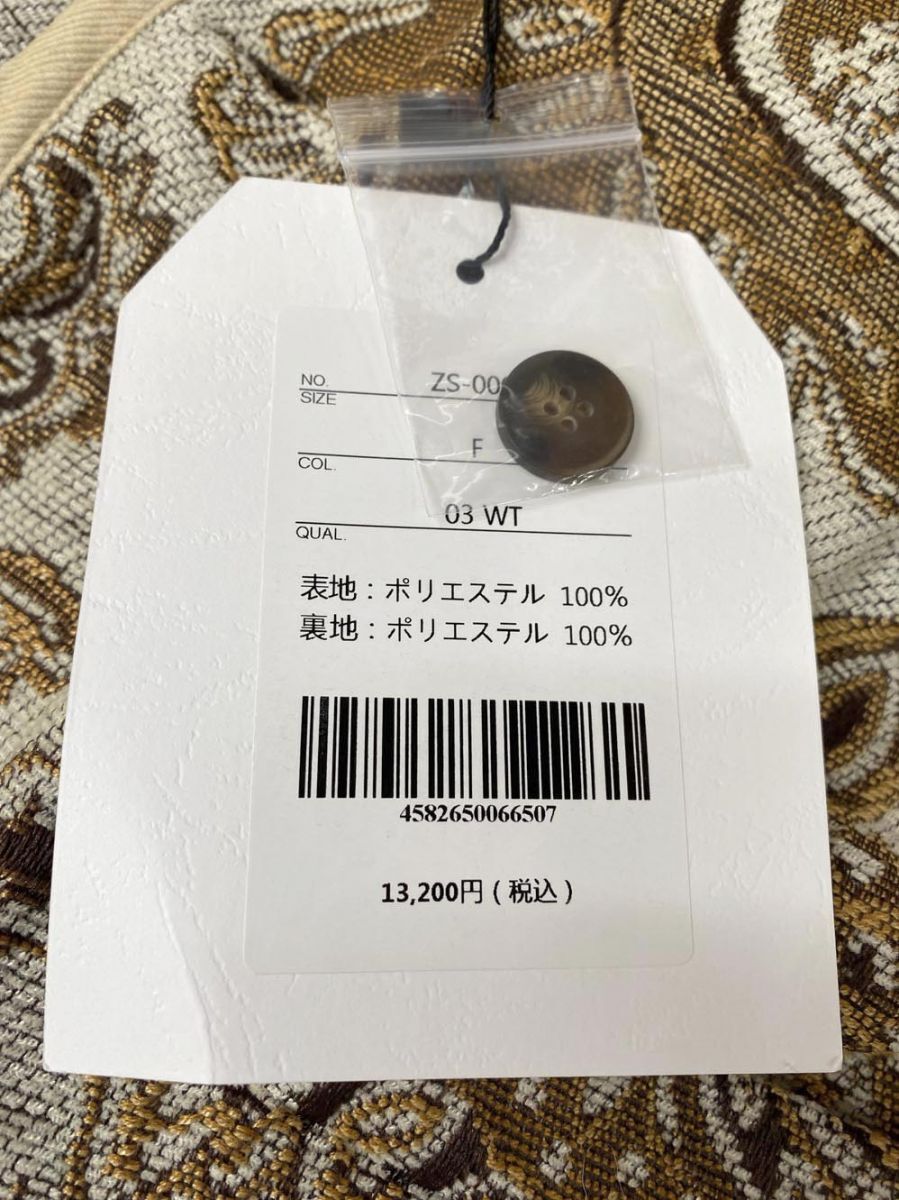 NO. ZS-00
SIZE F
COL. 03 WT
QUAL.
表地：ポリエステル 100%
裏地：ポリエステル 100%
4582650066507
13,200円（税込）